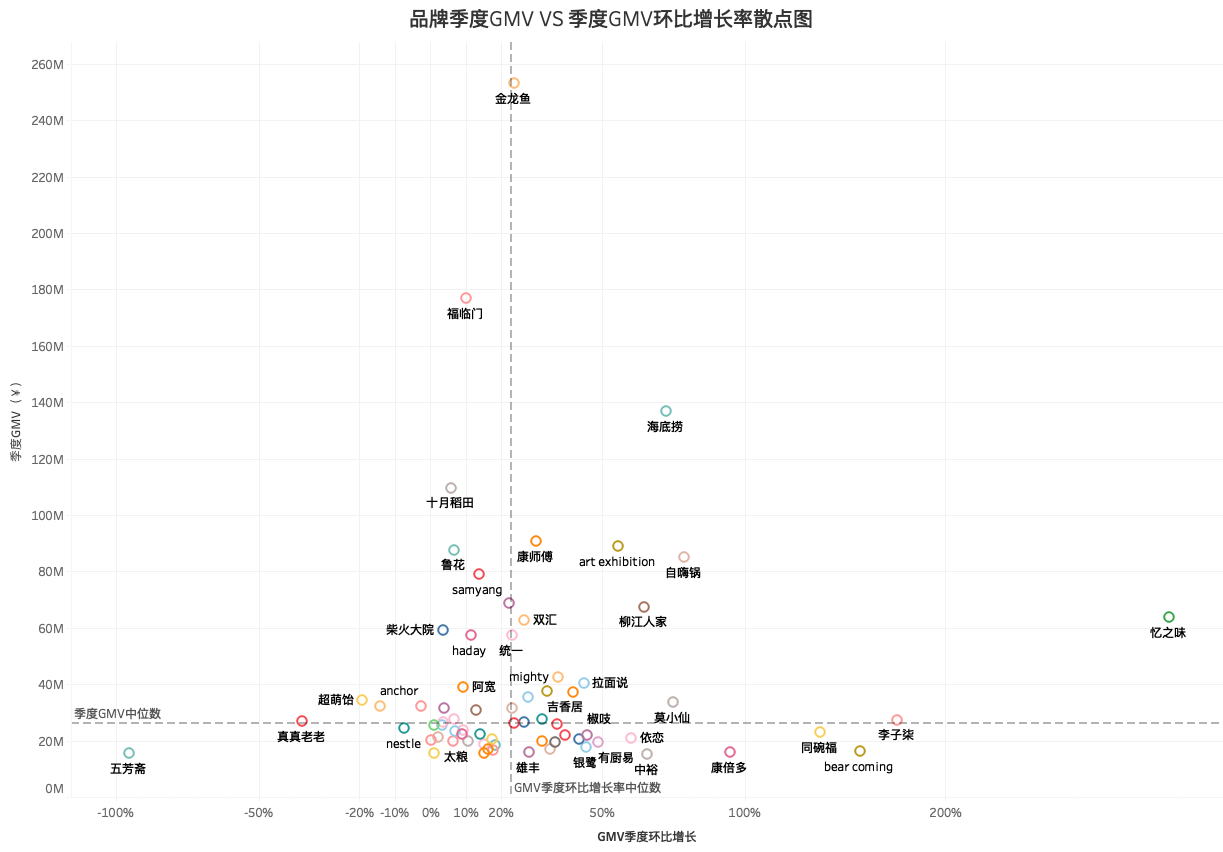 品牌季度GMV VS 季度GMV环比增长率散点图
260M
金龙鱼
240M
220M
200M
180M
福临门
160M
季度GMV（￥）
140M
海底捞
120M
十月稻田
100M
康师傅
art exhibition
鲁花
自嗨锅
80M
samyang
双汇
柳江人家
柴火大院
忆之味
60M
haday
统一
mighty
拉面说
阿宽
40M
anchor
超萌怡
吉香居
莫小仙
季度GMV中位数
椒吱
李子柒
真真老老
nestle
依恋
20M
同碗福
太粮
有厨易
五芳斋
雄丰
银鹭
中裕
康倍多
bear coming
0M
GMV季度环比增长率中位数
-100%
-50%
-20%
-10%
0%
10%
20%
50%
100%
200%
GMV季度环比增长